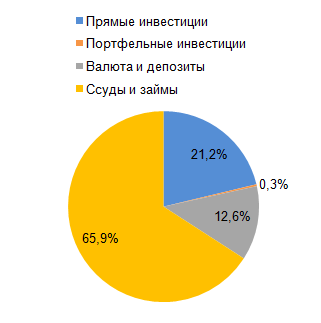 Прямые инвестиции
Портфельные инвестиции
Валюта и депозиты
Ссуды и займы
21,2%
0,3%
12,6%
65,9%